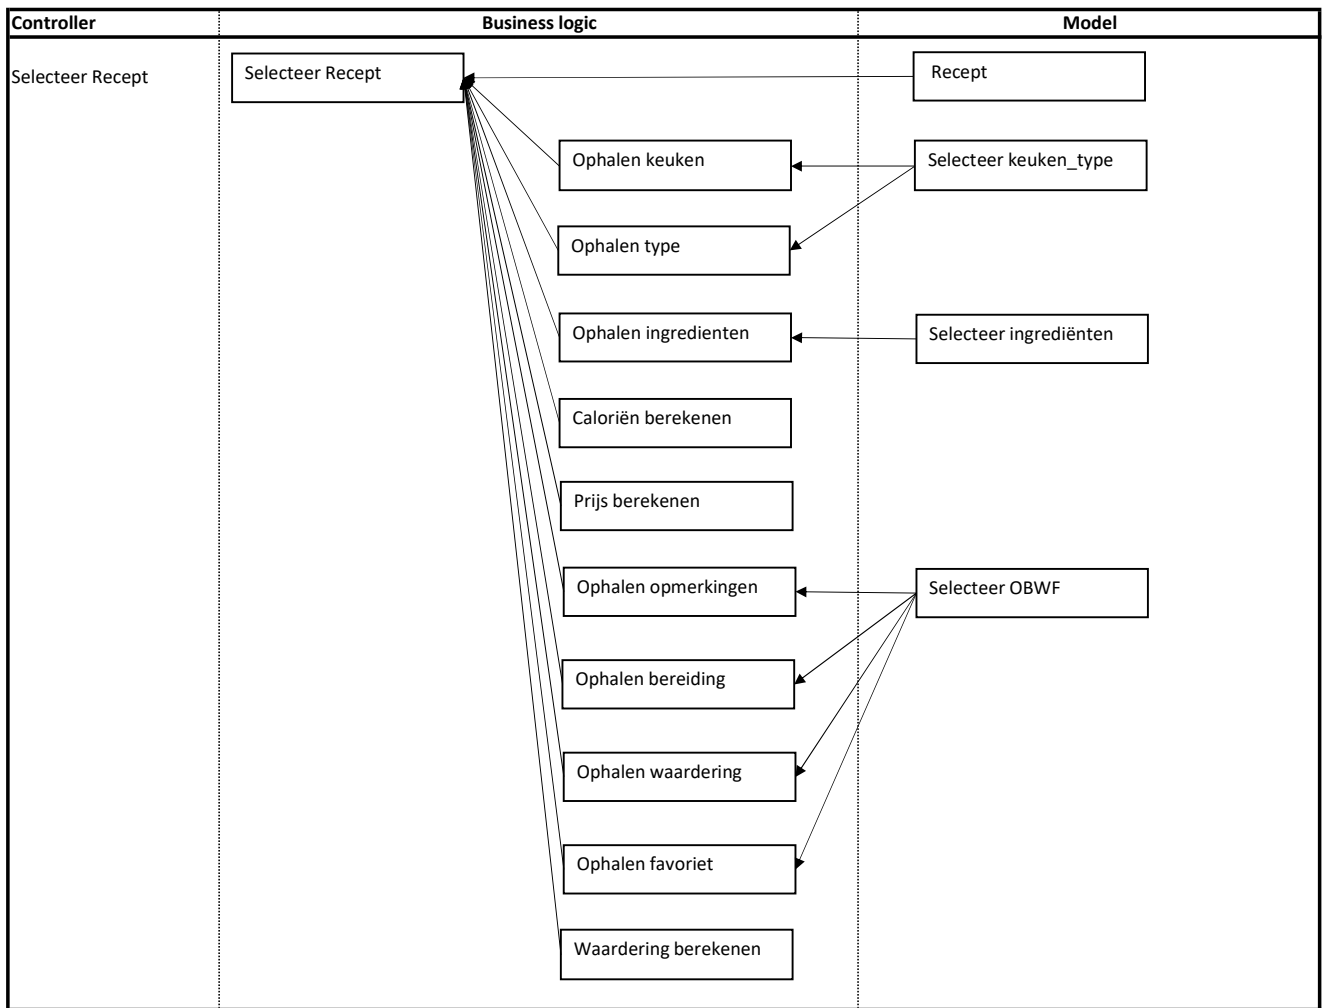 Controller
Business logic
Model
Selecteer Recept
Selecteer Recept
Recept
Ophalen keuken
Selecteer keuken_type
Ophalen type
Ophalen ingredienten
Selecteer ingrediënten
Caloriën berekenen
Prijs berekenen
Ophalen opmerkingen
Selecteer OBWF
Ophalen bereiding
Ophalen waardering
Ophalen favoriet
Waardering berekenen